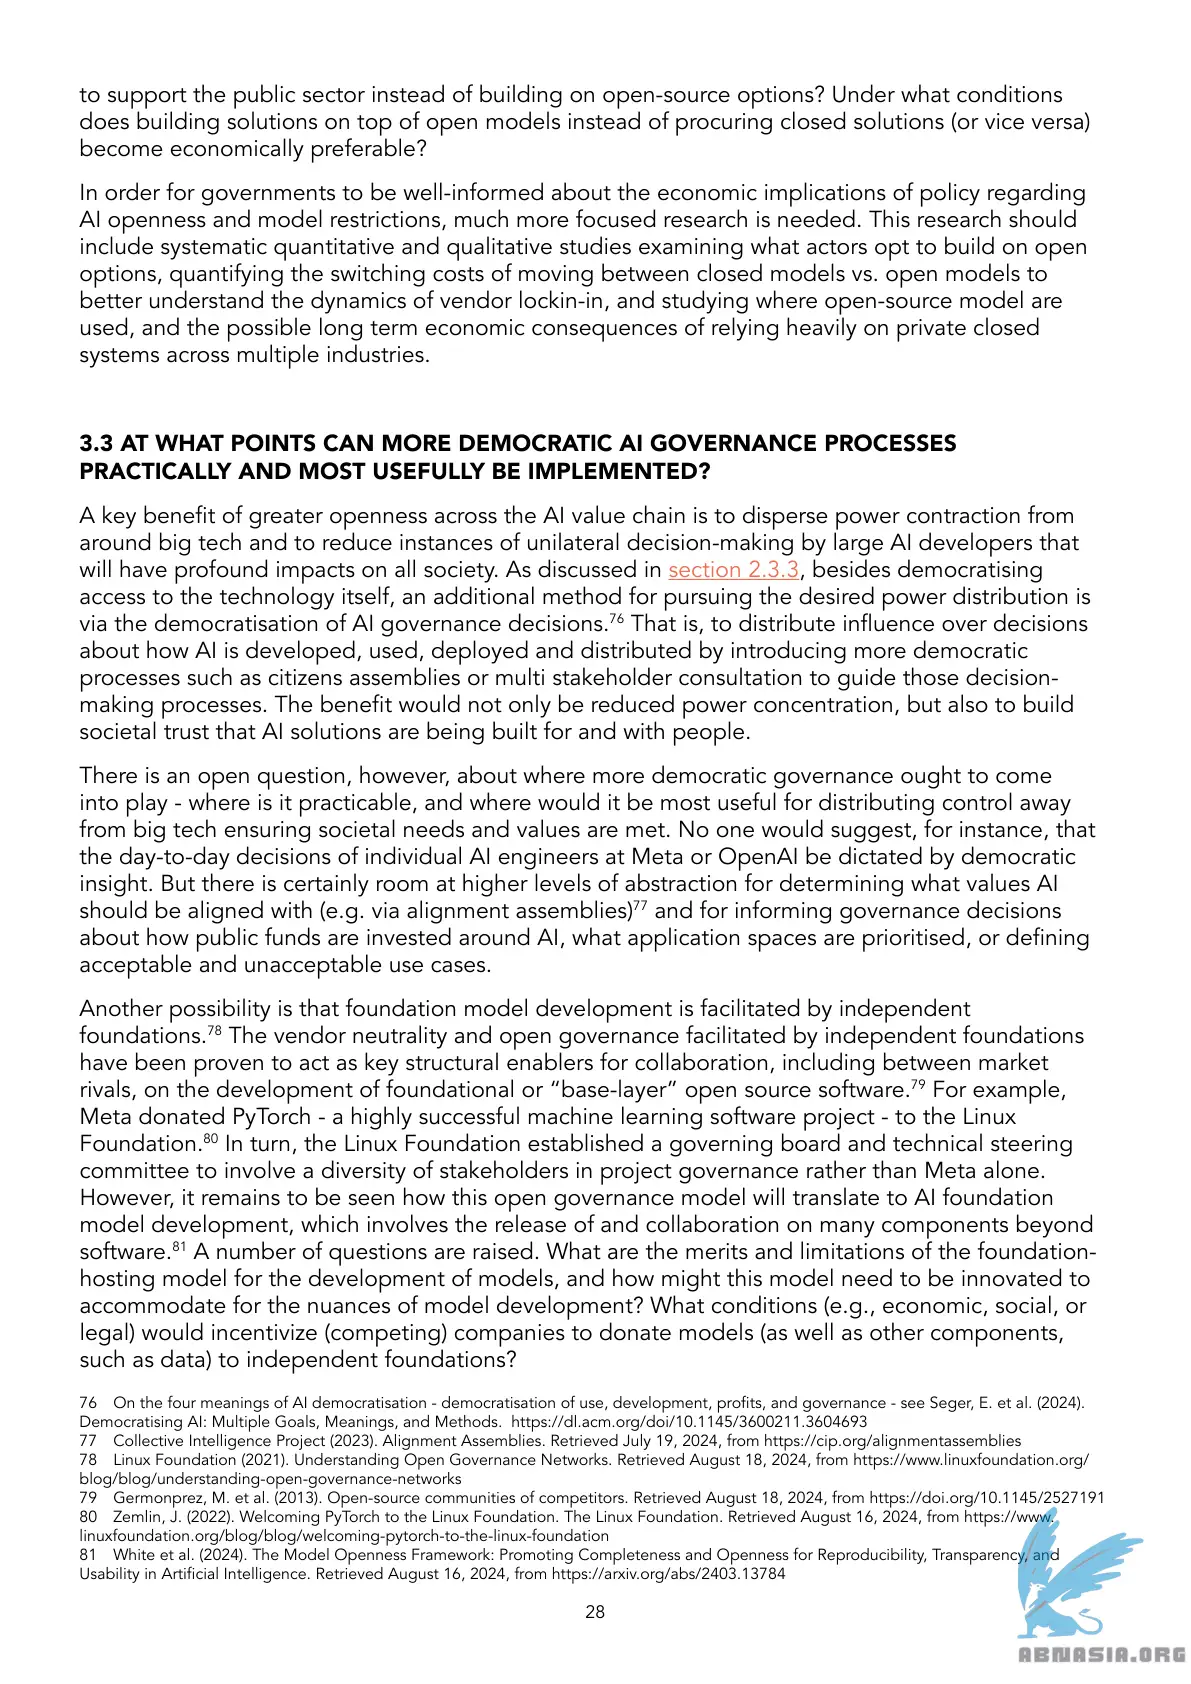 to support the public sector instead of building on open-source options? Under what conditions
does building solutions on top of open models instead of procuring closed solutions (or vice versa)
become economically preferable?
In order for governments to be well-informed about the economic implications of policy regarding
AI openness and model restrictions, much more focused research is needed. This research should
include systematic quantitative and qualitative studies examining what actors opt to build on open
options, quantifying the switching costs of moving between closed models vs. open models to
better understand the dynamics of vendor lockin-in, and studying where open-source model are
used, and the possible long term economic consequences of relying heavily on private closed
systems across multiple industries.
3.3 AT WHAT POINTS CAN MORE DEMOCRATIC AI GOVERNANCE PROCESSES
PRACTICALLY AND MOST USEFULLY BE IMPLEMENTED?
A key benefit of greater openness across the AI value chain is to disperse power contraction from
around big tech and to reduce instances of unilateral decision-making by large AI developers that
will have profound impacts on all society. As discussed in section 2.3.3, besides democratising
access to the technology itself, an additional method for pursuing the desired power distribution is
via the democratisation of AI governance decisions.76 That is, to distribute influence over decisions
about how AI is developed, used, deployed and distributed by introducing more democratic
processes such as citizens assemblies or multi stakeholder consultation to guide those decision-
making processes. The benefit would not only be reduced power concentration, but also to build
societal trust that AI solutions are being built for and with people.
There is an open question, however, about where more democratic governance ought to come
into play - where is it practicable, and where would it be most useful for distributing control away
from big tech ensuring societal needs and values are met. No one would suggest, for instance, that
the day-to-day decisions of individual AI engineers at Meta or OpenAI be dictated by democratic
insight. But there is certainly room at higher levels of abstraction for determining what values AI
should be aligned with (e.g. via alignment assemblies)77 and for informing governance decisions
about how public funds are invested around AI, what application spaces are prioritised, or defining
acceptable and unacceptable use cases.
Another possibility is that foundation model development is facilitated by independent
foundations.78 The vendor neutrality and open governance facilitated by independent foundations
have been proven to act as key structural enablers for collaboration, including between market
rivals, on the development of foundational or “base-layer” open source software.79 For example,
Meta donated PyTorch - a highly successful machine learning software project - to the Linux
Foundation.80 In turn, the Linux Foundation established a governing board and technical steering
committee to involve a diversity of stakeholders in project governance rather than Meta alone.
However, it remains to be seen how this open governance model will translate to AI foundation
model development, which involves the release of and collaboration on many components beyond
software.81 A number of questions are raised. What are the merits and limitations of the foundation-
hosting model for the development of models, and how might this model need to be innovated to
accommodate for the nuances of model development? What conditions (e.g., economic, social, or
legal) would incentivize (competing) companies to donate models (as well as other components,
such as data) to independent foundations?
76 On the four meanings of AI democratisation - democratisation of use, development, profits, and governance - see Seger, E. et al. (2024).
Democratising AI: Multiple Goals, Meanings, and Methods. https://dl.acm.org/doi/10.1145/3600211.3604693
77 Collective Intelligence Project (2023). Alignment Assemblies. Retrieved July 19, 2024, from https://cip.org/alignmentassemblies
78 Linux Foundation (2021). Understanding Open Governance Networks. Retrieved August 18, 2024, from https://www.linuxfoundation.org/
blog/blog/understanding-open-governance-networks
79 Germonprez, M. et al. (2013). Open-source communities of competitors. Retrieved August 18, 2024, from https://doi.org/10.1145/2527191
80 Zemlin, J. (2022). Welcoming PyTorch to the Linux Foundation. The Linux Foundation. Retrieved August 16, 2024, from https://www.
linuxfoundation.org/blog/blog/welcoming-pytorch-to-the-linux-foundation
81 White et al. (2024). The Model Openness Framework: Promoting Completeness and Openness for Reproducibility, Transparency, and
Usability in Artificial Intelligence. Retrieved August 16, 2024, from https://arxiv.org/abs/2403.13784
28
ABNASIA.ORG